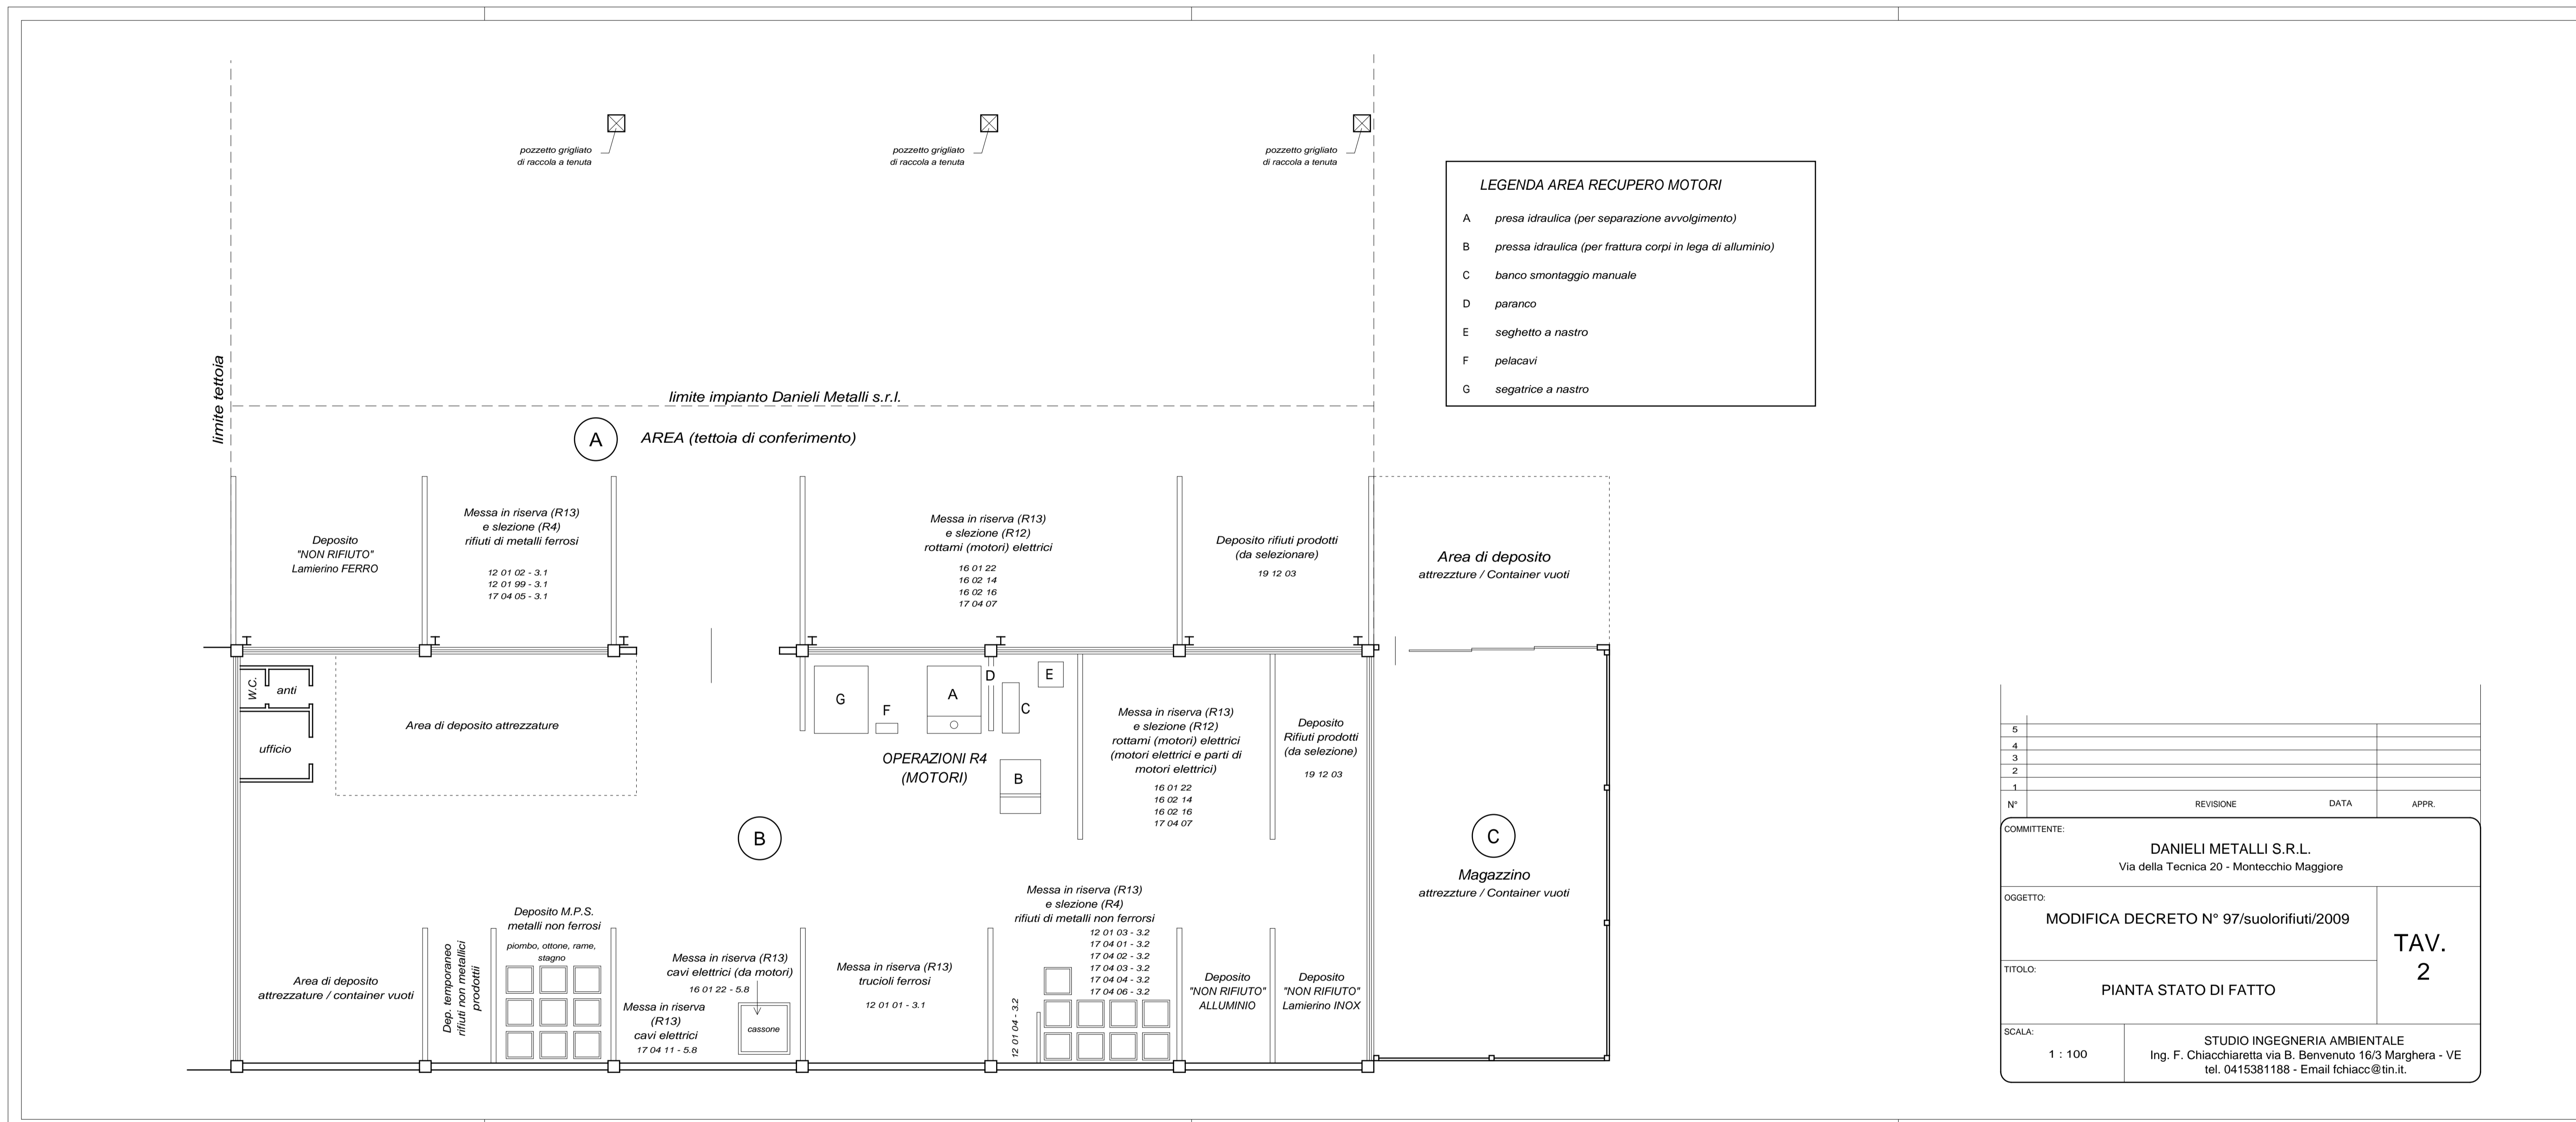 pozzetto grigliato
di raccola a tenuta
pozzetto grigliato
di raccola a tenuta
pozzetto grigliato
di raccola a tenuta
LEGENDA AREA RECUPERO MOTORI
A presa idraulica (per separazione avvolgimento)
B pressa idraulica (per frattura corpi in lega di alluminio)
C banco smontaggio manuale
D paranco
E seghetto a nastro
F pelacavi
G segatrice a nastro
limite tettoia
limite impianto Danieli Metalli s.r.l.
A
AREA (tettoia di conferimento)
Deposito
"NON RIFIUTO"
Lamierino FERRO
Messa in riserva (R13)
e slezione (R4)
rifiuti di metalli ferrosi
12 01 02 - 3.1
12 01 99 - 3.1
17 04 05 - 3.1
Messa in riserva (R13)
e slezione (R12)
rottami (motori) elettrici
16 01 22
16 02 14
16 02 16
17 04 07
Deposito rifiuti prodotti
(da selezionare)
19 12 03
Area di deposito
attrezzture / Container vuoti
W.C.
anti
ufficio
Area di deposito attrezzature
G
F
A
D
C
E
B
OPERAZIONI R4
(MOTORI)
Messa in riserva (R13)
e slezione (R12)
rottami (motori) elettrici
(motori elettrici e parti di
motori elettrici)
16 01 22
16 02 14
16 02 16
17 04 07
Deposito
Rifiuti prodotti
(da selezione)
19 12 03
B
C
Magazzino
attrezzture / Container vuoti
Area di deposito
attrezzature / container vuoti
Dep. temporaneo
rifiuti non metallici
prodottii
Deposito M.P.S.
metalli non ferrosi
piombo, ottone, rame,
stagno
Messa in riserva (R13)
cavi elettrici (da motori)
16 01 22 - 5.8
Messa in riserva
(R13)
cavi elettrici
17 04 11 - 5.8
cassone
Messa in riserva (R13)
trucioli ferrosi
12 01 01 - 3.1
Messa in riserva (R13)
e slezione (R4)
rifiuti di metalli non ferrorsi
12 01 03 - 3.2
17 04 01 - 3.2
17 04 02 - 3.2
17 04 03 - 3.2
17 04 04 - 3.2
17 04 06 - 3.2
12 01 04 - 3.2
Deposito
"NON RIFIUTO"
ALLUMINIO
Deposito
"NON RIFIUTO"
Lamierino INOX
5
4
3
2
1
N° REVISIONE DATA APPR.
COMMITTENTE:
DANIELI METALLI S.R.L.
Via della Tecnica 20 - Montecchio Maggiore
OGGETTO:
MODIFICA DECRETO N° 97/suolorifiuti/2009
TITOLO:
PIANTA STATO DI FATTO
TAV.
2
SCALA:
1 : 100
STUDIO INGEGNERIA AMBIENTALE
Ing. F. Chiacchiaretta via B. Benvenuto 16/3 Marghera - VE
tel. 0415381188 - Email fchiacc@tin.it.